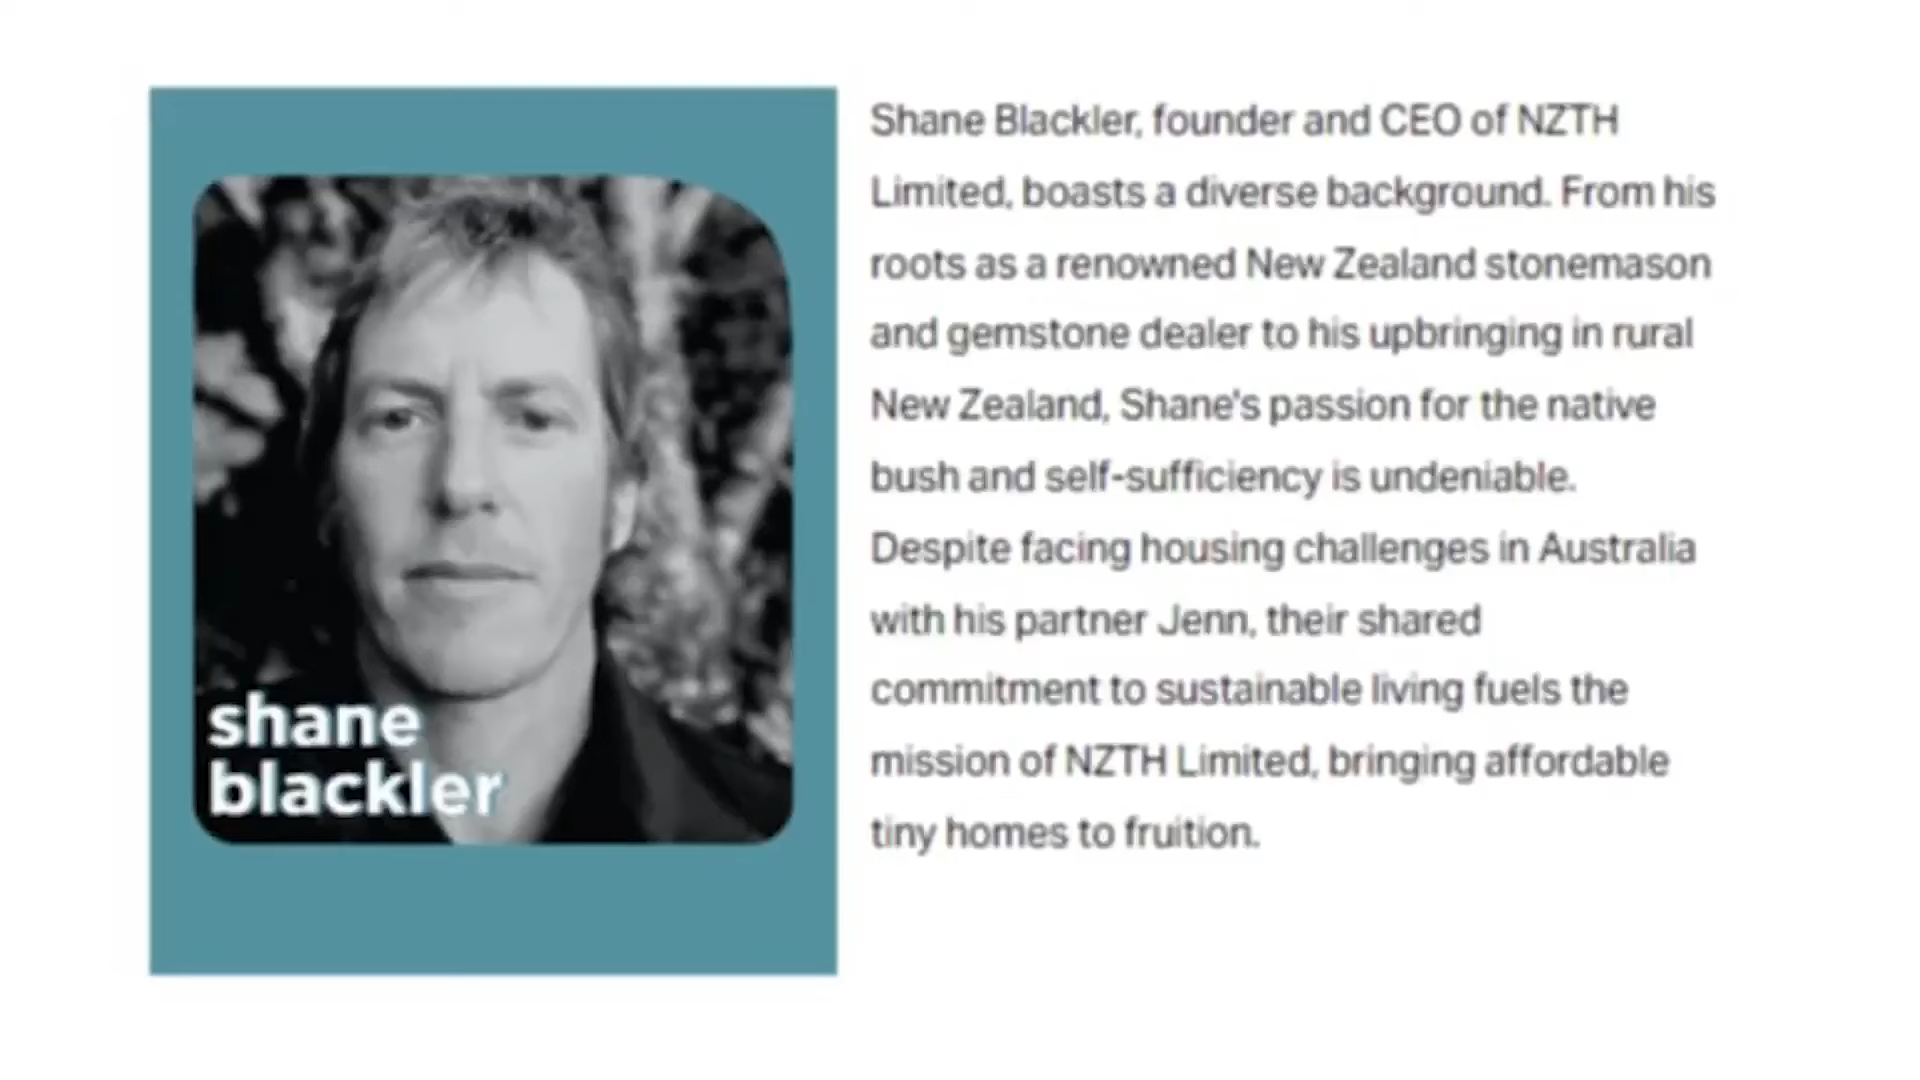 shane
blackler
Shane Blackler, founder and CEO of NZTH
Limited, boasts a diverse background. From his
roots as a renowned New Zealand stonemason
and gemstone dealer to his upbringing in rural
New Zealand, Shane's passion for the native
bush and self-sufficiency is undeniable.
Despite facing housing challenges in Australia
with his partner Jenn, their shared
commitment to sustainable living fuels the
mission of NZTH Limited, bringing affordable
tiny homes to fruition.